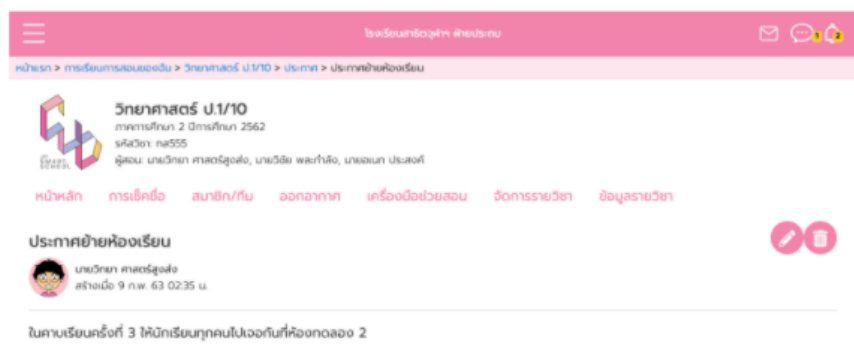 โรงเรียนสาธิตจุฬาฯ ฝ่ายประถม
1
2
หน้าแรก > การเรียนการสอนของฉัน > วิทยาศาสตร์ ป.1/10 > ประกาศ > ประกาศย้ายห้องเรียน
วิทยาศาสตร์ ป.1/10
ภาคการศึกษา 2 ปีการศึกษา 2562
รหัสวิชา: กส555
ผู้สอน: นายวิทยา ศาสตร์สูงส่ง, นายวิชัย พละกำลัง, นายอเนก ประสงค์
SMART
SCHOOL
หน้าหลัก การเช็คชื่อ สมาชิก/ทีม ออกอากาศ เครื่องมือช่วยสอน จัดการรายวิชา ข้อมูลรายวิชา
ประกาศย้ายห้องเรียน
นายวิทยา ศาสตร์สูงส่ง
สร้างเมื่อ 9 ก.พ. 63 02:35 น.
ในคาบเรียนครั้งที่ 3 ให้นักเรียนทุกคนไปเจอกันที่ห้องทดลอง 2